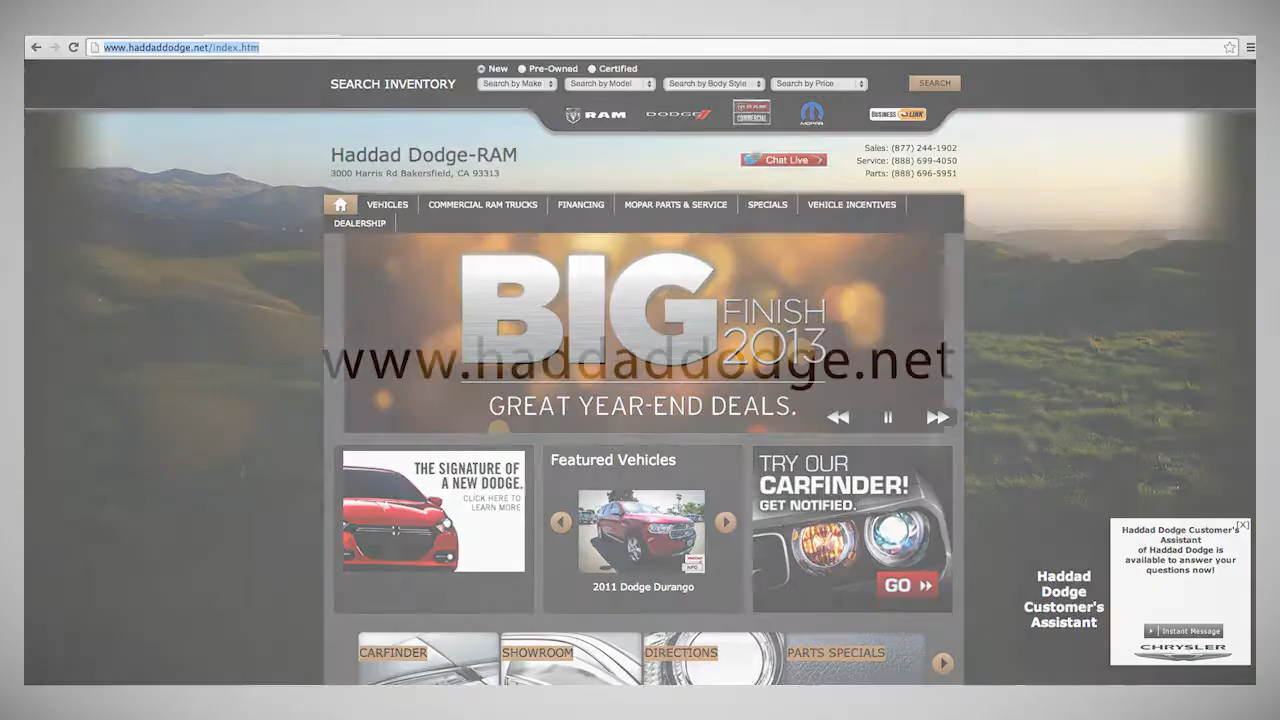 www.haddaddodge.net/index.htm
New Pre-Owned Certified
SEARCH INVENTORY
Search by Make Search by Model Search by Body Style Search by Price SEARCH
RAM DODGE RAM COMMERCIAL MOPAR BUSINESS LINK
Haddad Dodge-RAM
3000 Harris Rd Bakersfield, CA 93313
Chat Live
Sales: (877) 244-1902
Service: (888) 699-4050
Parts: (888) 696-5951
VEHICLES COMMERCIAL RAM TRUCKS FINANCING MOPAR PARTS & SERVICE SPECIALS VEHICLE INCENTIVES
DEALERSHIP
BIG FINISH
2013
www.haddaddodge.net
GREAT YEAR-END DEALS.
THE SIGNATURE OF
A NEW DODGE.
CLICK HERE TO
LEARN MORE
Featured Vehicles
2011 Dodge Durango
TRY OUR
CARFINDER!
GET NOTIFIED.
GO
CARFINDER SHOWROOM DIRECTIONS PARTS SPECIALS
Haddad
Dodge
Customer's
Assistant
[X]
Haddad Dodge Customer's
Assistant
of Haddad Dodge is
available to answer your
questions now!
Instant Message
CHRYSLER